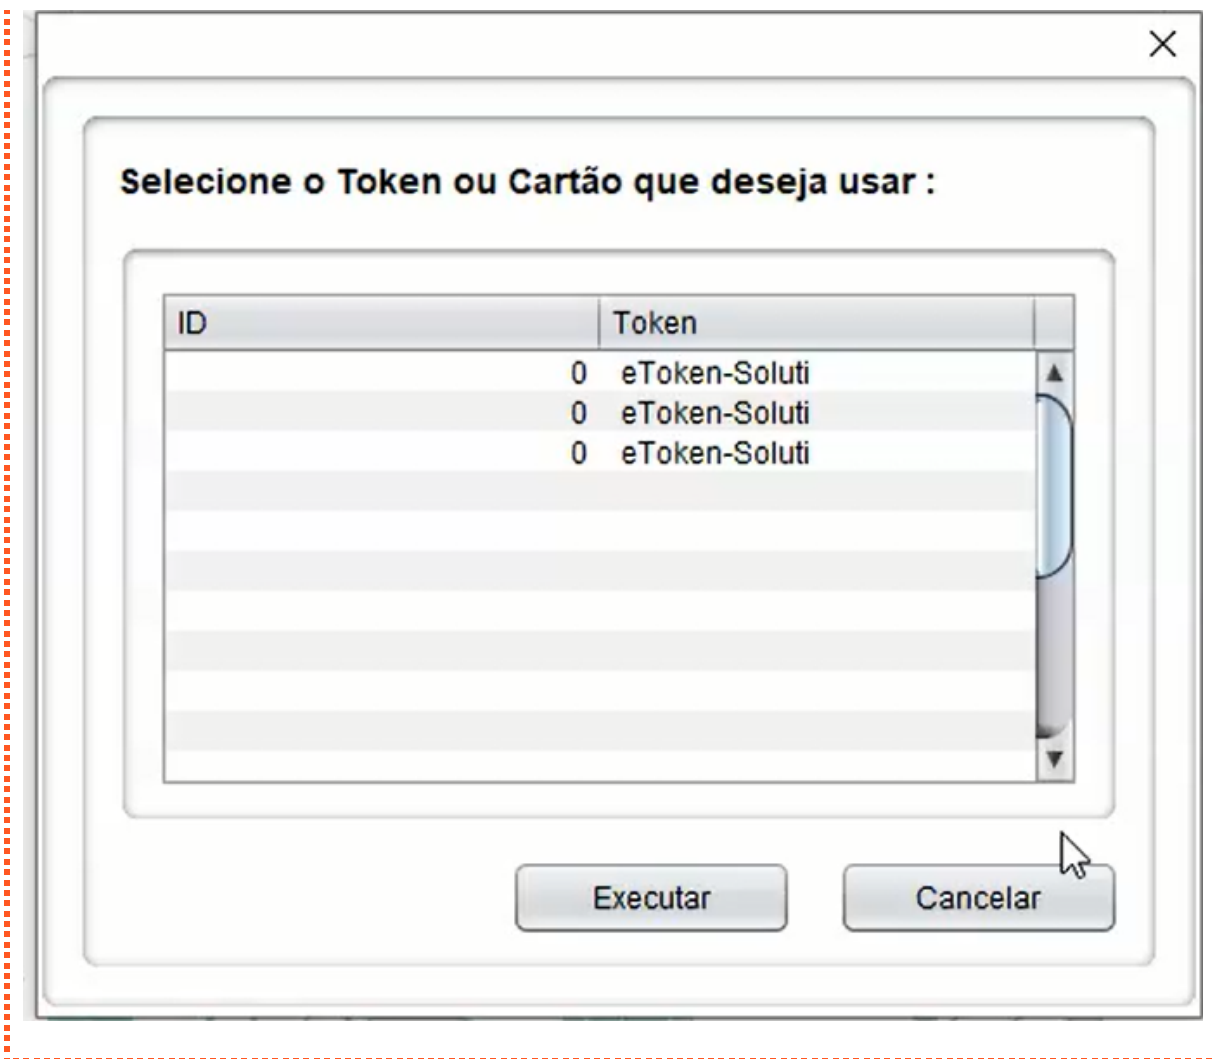 Selecione o Token ou Cartão que deseja usar :
ID Token
0 eToken-Soluti
0 eToken-Soluti
0 eToken-Soluti
Executar Cancelar